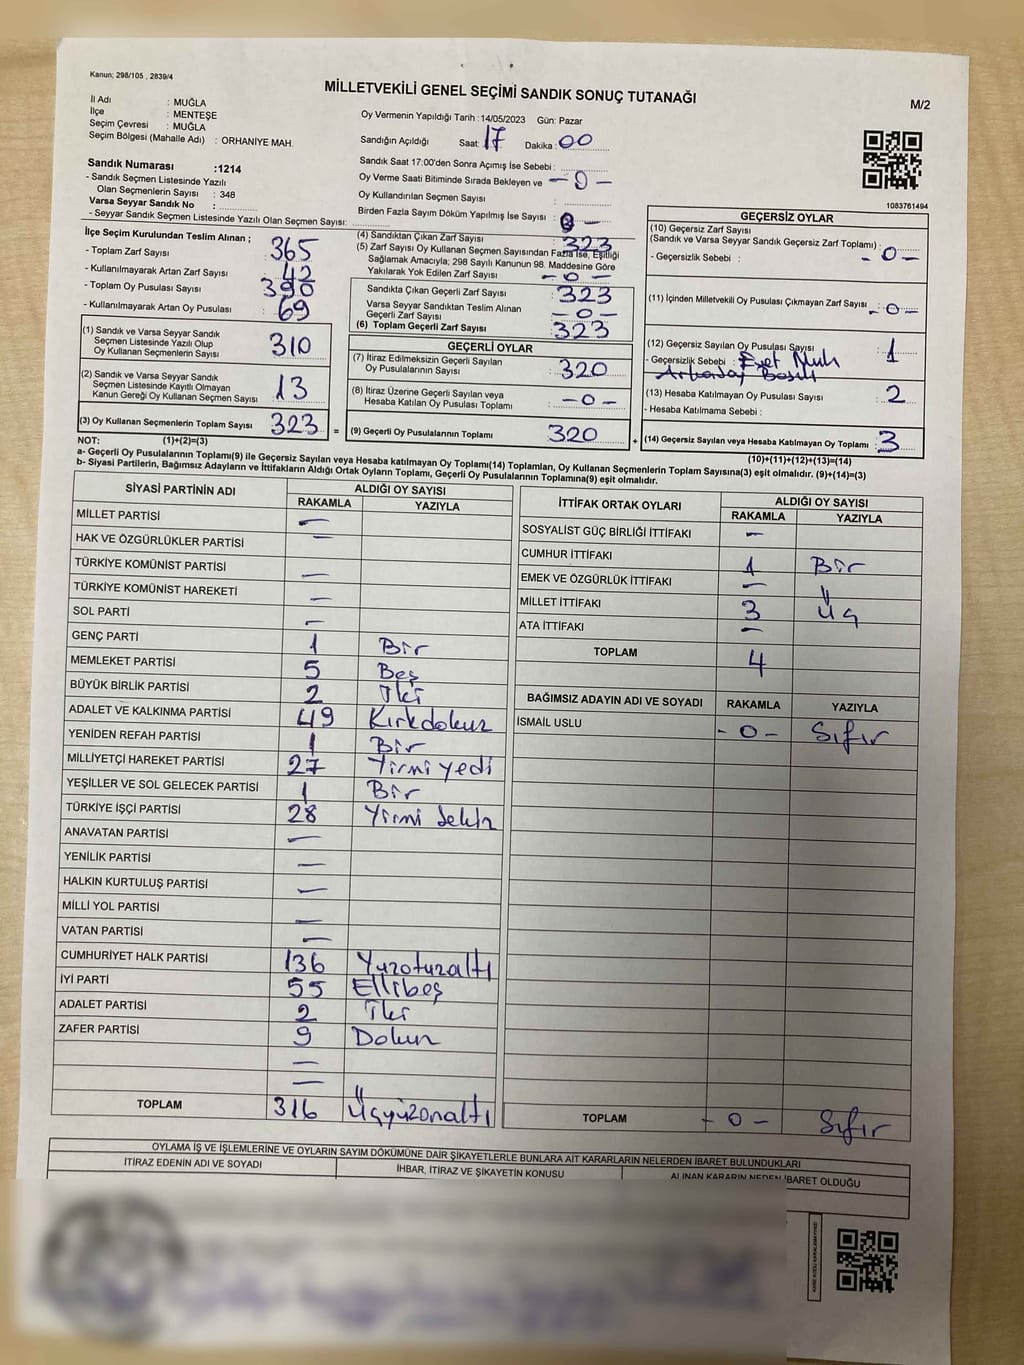 Kanun; 298/105 , 2839/4
MİLLETVEKİLİ GENEL SEÇİMİ SANDIK SONUÇ TUTANAĞI
M/2
İl Adı : MUĞLA
İlçe : MENTEŞE
Seçim Çevresi : MUĞLA
Seçim Bölgesi (Mahalle Adı) : ORHANİYE MAH.
Oy Vermenin Yapıldığı Tarih : 14/05/2023 Gün: Pazar
Sandığın Açıldığı Saat: 17 Dakika : 00
Sandık Saat 17:00'den Sonra Açımış İse Sebebi :
Oy Verme Saati Bitiminde Sırada Bekleyen ve
Oy Kullandırılan Seçmen Sayısı : - 0 -
Birden Fazla Sayım Döküm Yapılmış İse Sayısı : 0 -
Sandık Numarası : 1214
- Sandık Seçmen Listesinde Yazılı
Olan Seçmenlerin Sayısı : 348
Varsa Seyyar Sandık No :
- Seyyar Sandık Seçmen Listesinde Yazılı Olan Seçmen Sayısı:
1083761494
İlçe Seçim Kurulundan Teslim Alınan ;
- Toplam Zarf Sayısı : 365
- Kullanılmayarak Artan Zarf Sayısı : 42
- Toplam Oy Pusulası Sayısı : 390
- Kullanılmayarak Artan Oy Pusulası : 69
(1) Sandık ve Varsa Seyyar Sandık
Seçmen Listesinde Yazılı Olup
Oy Kullanan Seçmenlerin Sayısı : 310
(2) Sandık ve Varsa Seyyar Sandık
Seçmen Listesinde Kayıtlı Olmayan
Kanun Gereği Oy Kullanan Seçmen Sayısı : 13
(3) Oy Kullanan Seçmenlerin Toplam Sayısı : 323
(4) Sandıktan Çıkan Zarf Sayısı : 323
(5) Zarf Sayısı Oy Kullanan Seçmen Sayısından Fazla İse, Eşitliği
Sağlamak Amacıyla; 298 Sayılı Kanunun 98. Maddesine Göre
Yakılarak Yok Edilen Zarf Sayısı : - 0 -
Sandıkta Çıkan Geçerli Zarf Sayısı : 323
Varsa Seyyar Sandıktan Teslim Alınan
Geçerli Zarf Sayısı : - 0 -
(6) Toplam Geçerli Zarf Sayısı : 323
GEÇERLİ OYLAR
(7) İtiraz Edilmeksizin Geçerli Sayılan
Oy Pusulalarının Sayısı : 320
(8) İtiraz Üzerine Geçerli Sayılan veya
Hesaba Katılan Oy Pusulası Toplamı : - 0 -
= (9) Geçerli Oy Pusulalarının Toplamı : 320
GEÇERSİZ OYLAR
(10) Geçersiz Zarf Sayısı
(Sandık ve Varsa Seyyar Sandık Geçersiz Zarf Toplamı) : - 0 -
- Geçersizlik Sebebi :
(11) İçinden Milletvekili Oy Pusulası Çıkmayan Zarf Sayısı : - 0 -
(12) Geçersiz Sayılan Oy Pusulası Sayısı : 1
- Geçersizlik Sebebi :
(13) Hesaba Katılmayan Oy Pusulası Sayısı : 2
- Hesaba Katılmama Sebebi :
+ (14) Geçersiz Sayılan veya Hesaba Katılmayan Oy Toplamı : 3
NOT: (1)+(2)=(3)
(10)+(11)+(12)+(13)=(14)
a- Geçerli Oy Pusulalarının Toplamı(9) ile Geçersiz Sayılan veya Hesaba katılmayan Oy Toplamı(14) Toplamları, Oy Kullanan Seçmenlerin Toplam Sayısına(3) eşit olmalıdır. (9)+(14)=(3)
b- Siyasi Partilerin, Bağımsız Adayların ve İttifakların Aldığı Ortak Oyların Toplamı, Geçerli Oy Pusulalarının Toplamına(9) eşit olmalıdır.
SİYASİ PARTİNİN ADI ALDIĞI OY SAYISI
RAKAMLA YAZIYLA
MİLLET PARTİSİ -
HAK VE ÖZGÜRLÜKLER PARTİSİ -
TÜRKİYE KOMÜNİST PARTİSİ -
TÜRKİYE KOMÜNİST HAREKETİ -
SOL PARTİ -
GENÇ PARTİ 1 Bir
MEMLEKET PARTİSİ 5 Beş
BÜYÜK BİRLİK PARTİSİ 2 İki
ADALET VE KALKINMA PARTİSİ 49 Kırkdokuz
YENİDEN REFAH PARTİSİ 1 Bir
MİLLİYETÇİ HAREKET PARTİSİ 27 Yirmi yedi
YEŞİLLER VE SOL GELECEK PARTİSİ 1 Bir
TÜRKİYE İŞÇİ PARTİSİ 28 Yirmi sekiz
ANAVATAN PARTİSİ -
YENİLİK PARTİSİ -
HALKIN KURTULUŞ PARTİSİ -
MİLLİ YOL PARTİSİ -
VATAN PARTİSİ -
CUMHURİYET HALK PARTİSİ 136 Yüzotuzaltı
İYİ PARTİ 55 Ellibeş
ADALET PARTİSİ 2 İki
ZAFER PARTİSİ 9 Dokuz
-
-
TOPLAM 316 Üçyüzonaltı
İTTİFAK ORTAK OYLARI ALDIĞI OY SAYISI
RAKAMLA YAZIYLA
SOSYALİST GÜÇ BİRLİĞİ İTTİFAKI -
CUMHUR İTTİFAKI 1 Bir
EMEK VE ÖZGÜRLÜK İTTİFAKI -
MİLLET İTTİFAKI 3 Üç
ATA İTTİFAKI -
TOPLAM 4
BAĞIMSIZ ADAYIN ADI VE SOYADI RAKAMLA YAZIYLA
İSMAİL USLU - 0 - Sıfır
TOPLAM - 0 - Sıfır
OYLAMA İŞ VE İŞLEMLERİNE VE OYLARIN SAYIM DÖKÜMÜNE DAİR ŞİKAYETLERLE BUNLARA AİT KARARLARIN NELERDEN İBARET BULUNDUKLARI
İTİRAZ EDENİN ADI VE SOYADI İHBAR, İTİRAZ VE ŞİKAYETİN KONUSU ALINAN KARARIN NEDEN İBARET OLDUĞU